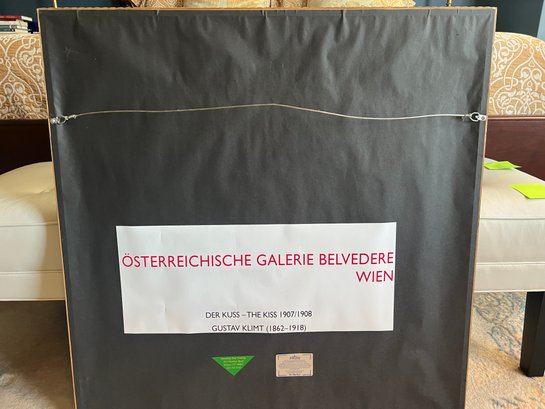 ÖSTERREICHISCHE GALERIE BELVEDERE
WIEN
DER KUSS – THE KISS 1907/1908
GUSTAV KLIMT (1862–1918)